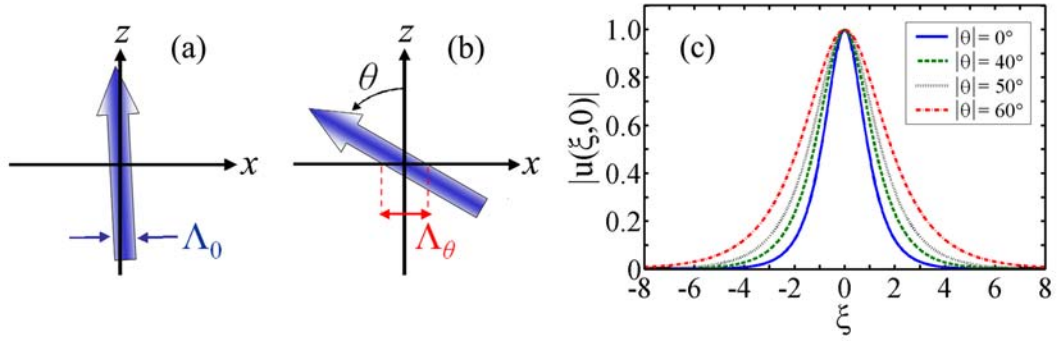 (a)
z
x
Λ₀
(b)
z
θ
x
Λθ
(c)
|u(ξ,0)|
1.0
0.8
0.6
0.4
0.2
0
-8 -6 -4 -2 0 2 4 6 8
ξ
|θ|= 0°
|θ|= 40°
|θ|= 50°
|θ|= 60°